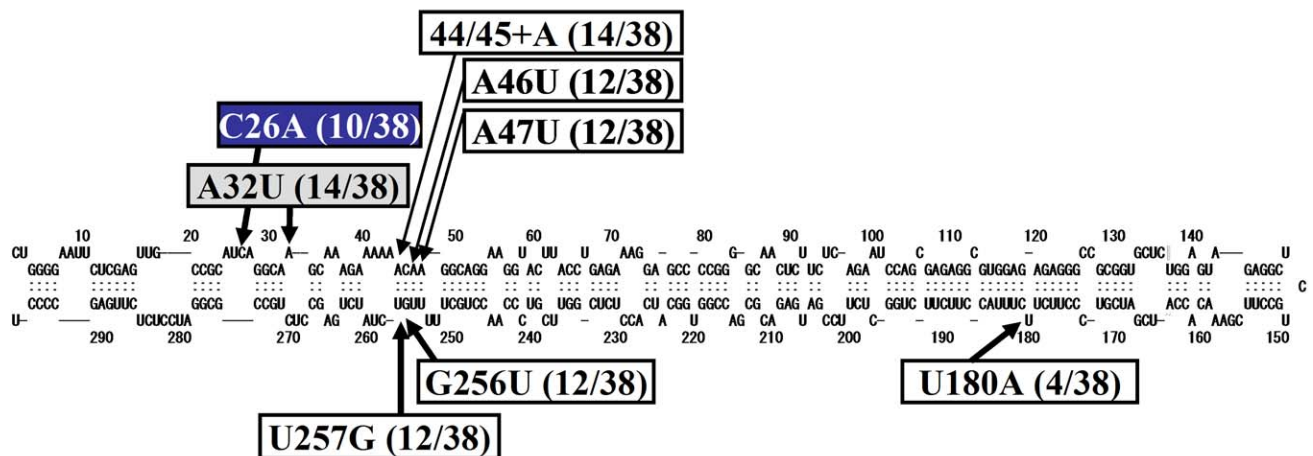 44/45+A (14/38)
A46U (12/38)
C26A (10/38)
A47U (12/38)
A32U (14/38)
10 20 30 40 50 60 70 80 90 100 110 120 130 140
CU AAUU UUG---- AUCA A--- AA AAAA --- AA U UU U AAG--- G-AA U UC- AU C C - CC GCUC A A-- U
GGGG CUCGAG CCGC GGCA GC AGA ACAA GGCAGG GG AC ACC GAGA GA GCC CCGG GC CUC UC AGA CCAG GAGAGG GUGGAG AGAGGG GCGGU UGG GU GAGGC
C
CCCC GAGUUC GGCG CCGU CG UCU UGUU UCGUCC CC UG UGG CUCU CU CGG GGCC CG GAG AG UCU GGUC UUCUUC CAUUUC UCUUCC UGCUA ACC CA UUCCG
U--- ----- UCUCCUA ---- CUC AG AUC- UU AA C CU- CCA A U AG CA U CCU C-- -- U C- GCU- A AAGC U
290 280 270 260 250 240 230 220 210 200 190 180 170 160 150
G256U (12/38)
U180A (4/38)
U257G (12/38)